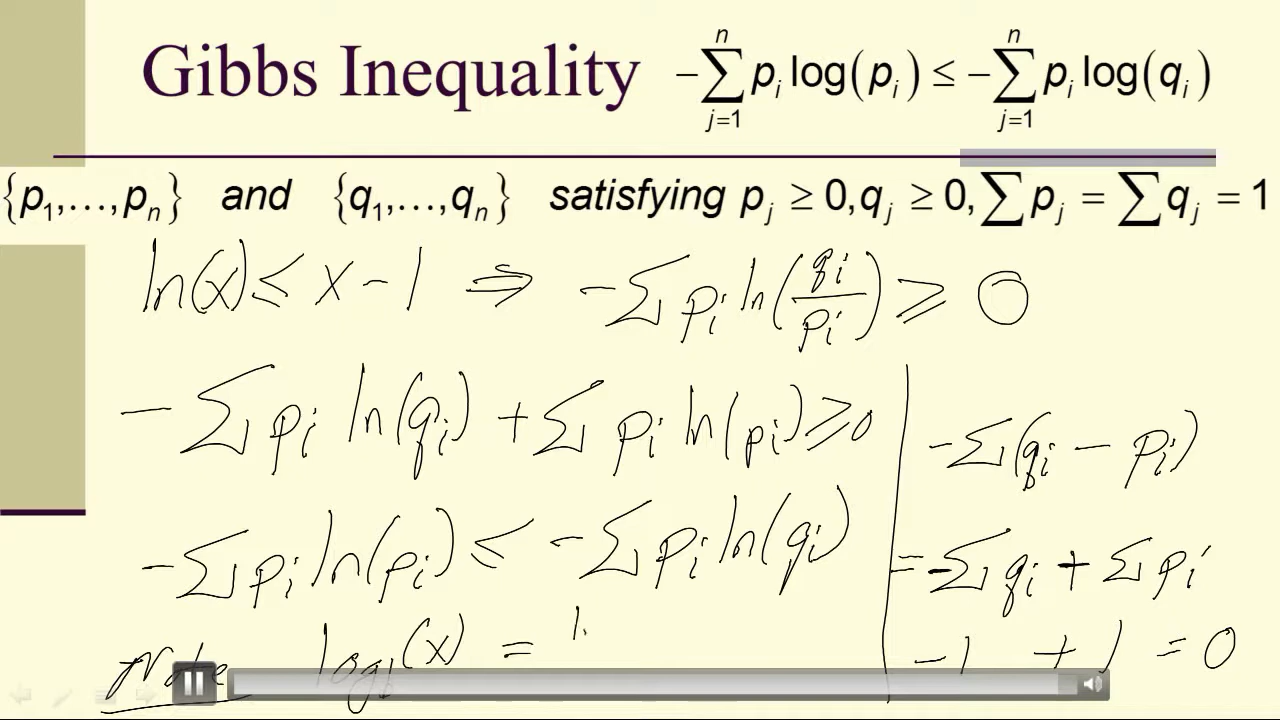 Gibbs Inequality −∑_{j=1}^{n} p_i log(p_i) ≤ −∑_{j=1}^{n} p_i log(q_i)
{p_1,…,p_n} and {q_1,…,q_n} satisfying p_j ≥ 0, q_j ≥ 0, ∑p_j = ∑q_j = 1
ln(x) ≤ x − 1 ⇒ −∑ p_i ln(q_i/p_i) ≥ 0
−∑ p_i ln(q_i) + ∑ p_i ln(p_i) ≥ 0
−∑ p_i ln(p_i) ≤ −∑ p_i ln(q_i)
note log_b(x) =
−∑(q_i − p_i)
= −∑ q_i + ∑ p_i
−1 + 1 = 0